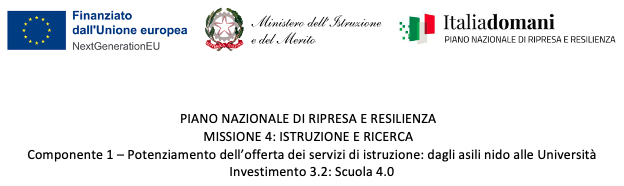 Finanziato
dall'Unione europea
NextGenerationEU
Ministero dell'Istruzione
e del Merito
Italiadomani
PIANO NAZIONALE DI RIPRESA E RESILIENZA
PIANO NAZIONALE DI RIPRESA E RESILIENZA
MISSIONE 4: ISTRUZIONE E RICERCA
Componente 1 – Potenziamento dell'offerta dei servizi di istruzione: dagli asili nido alle Università
Investimento 3.2: Scuola 4.0